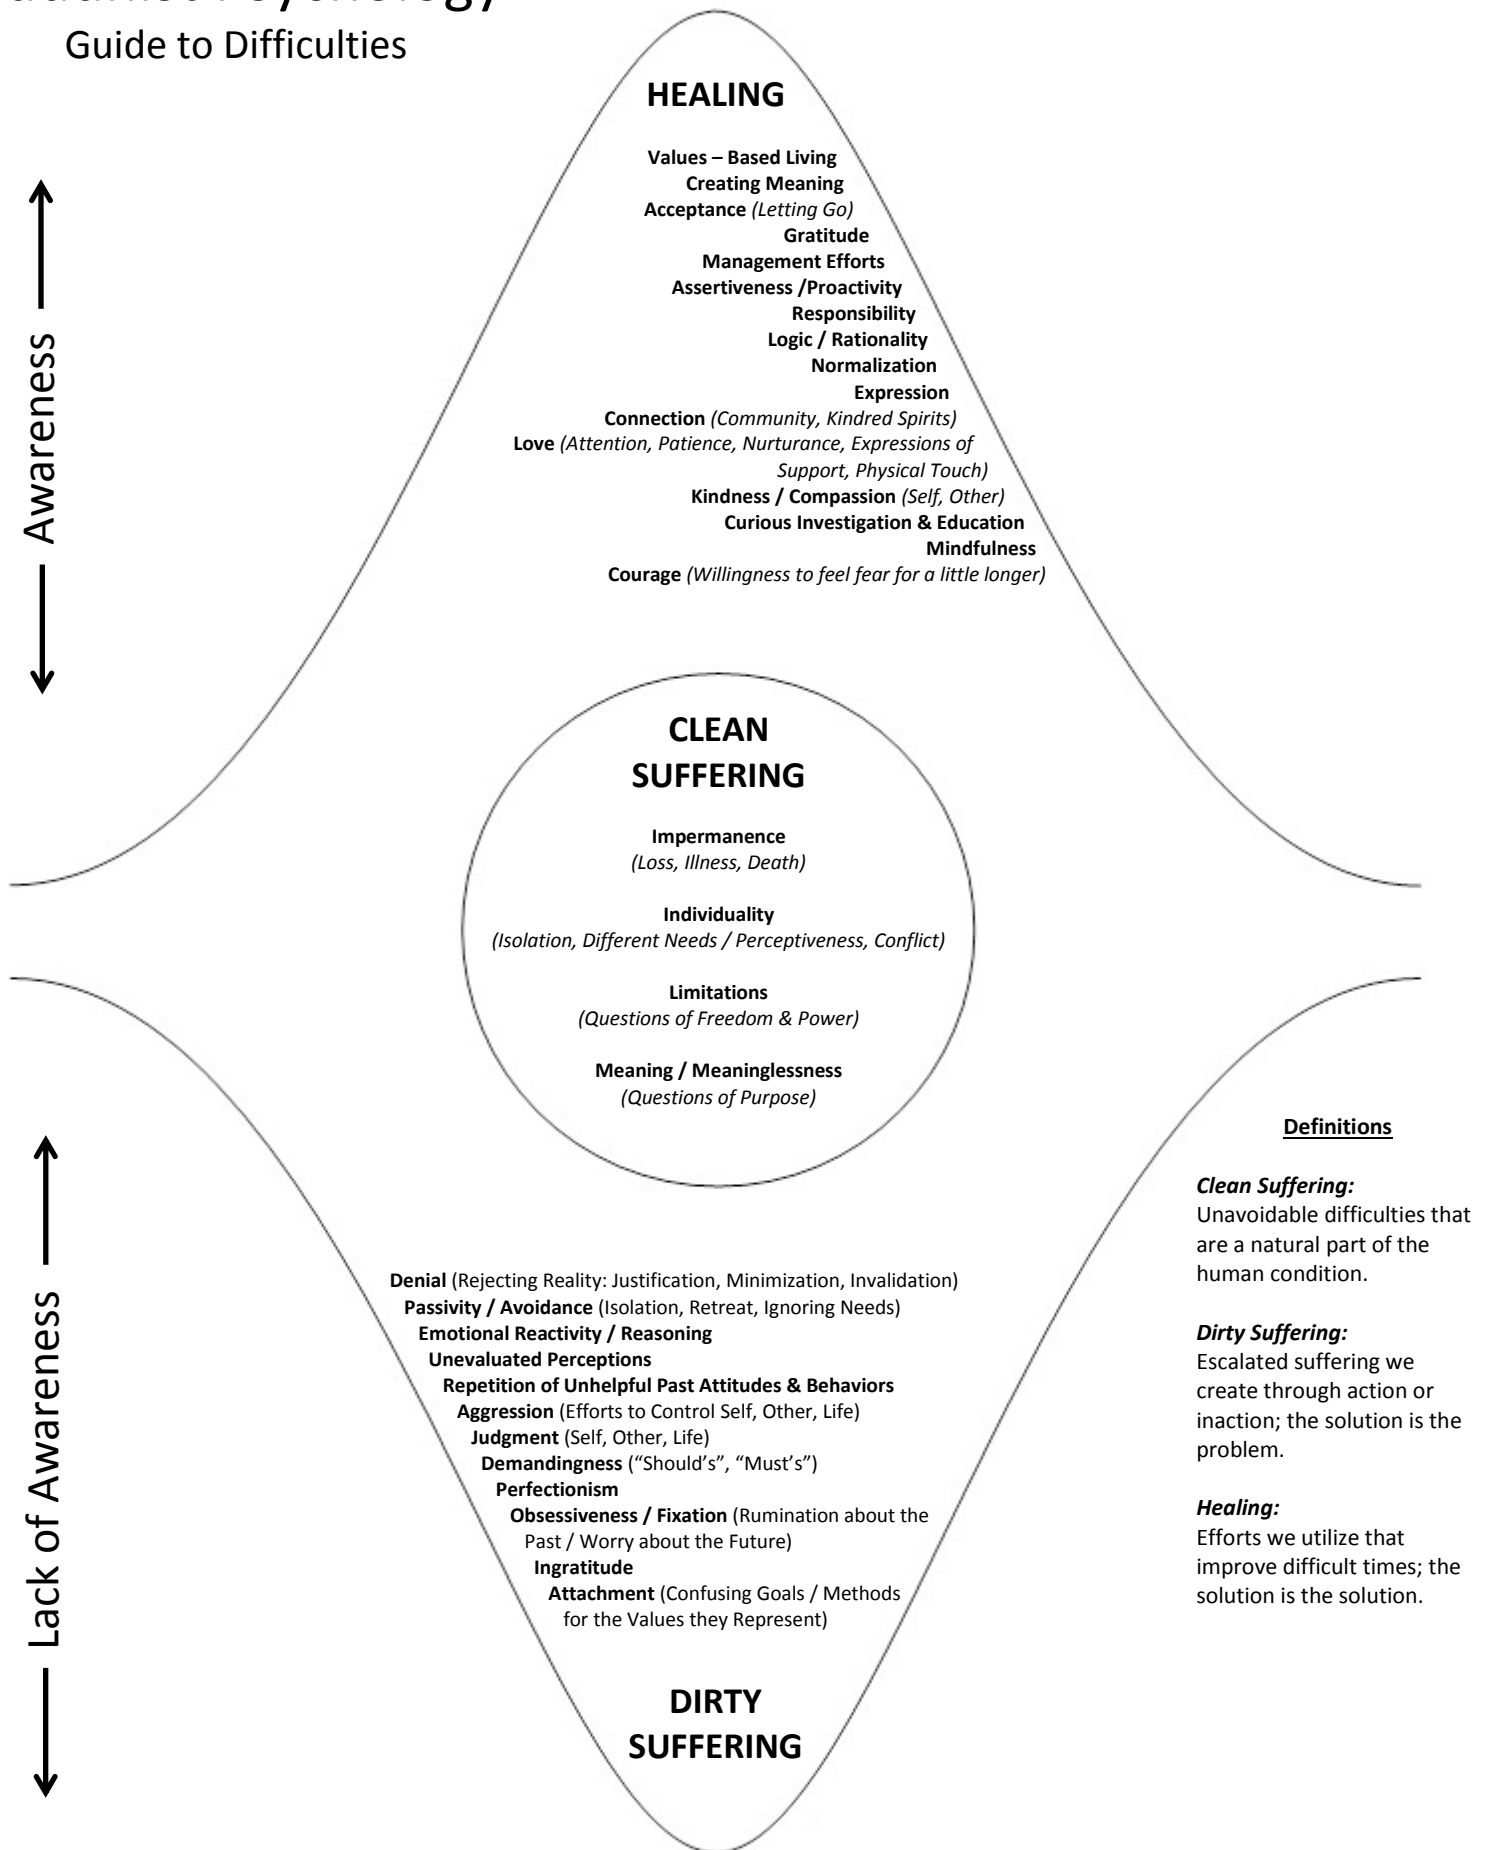 Psychology
Guide to Difficulties
HEALING
Values – Based Living
Creating Meaning
Acceptance (Letting Go)
Gratitude
Management Efforts
Assertiveness /Proactivity
Responsibility
Logic / Rationality
Normalization
Expression
Connection (Community, Kindred Spirits)
Love (Attention, Patience, Nurturance, Expressions of
Support, Physical Touch)
Kindness / Compassion (Self, Other)
Curious Investigation & Education
Mindfulness
Courage (Willingness to feel fear for a little longer)
Awareness
CLEAN
SUFFERING
Impermanence
(Loss, Illness, Death)
Individuality
(Isolation, Different Needs / Perceptiveness, Conflict)
Limitations
(Questions of Freedom & Power)
Meaning / Meaninglessness
(Questions of Purpose)
Lack of Awareness
Denial (Rejecting Reality: Justification, Minimization, Invalidation)
Passivity / Avoidance (Isolation, Retreat, Ignoring Needs)
Emotional Reactivity / Reasoning
Unevaluated Perceptions
Repetition of Unhelpful Past Attitudes & Behaviors
Aggression (Efforts to Control Self, Other, Life)
Judgment (Self, Other, Life)
Demandingness (“Should’s”, “Must’s”)
Perfectionism
Obsessiveness / Fixation (Rumination about the
Past / Worry about the Future)
Ingratitude
Attachment (Confusing Goals / Methods
for the Values they Represent)
DIRTY
SUFFERING
Definitions
Clean Suffering:
Unavoidable difficulties that
are a natural part of the
human condition.
Dirty Suffering:
Escalated suffering we
create through action or
inaction; the solution is the
problem.
Healing:
Efforts we utilize that
improve difficult times; the
solution is the solution.